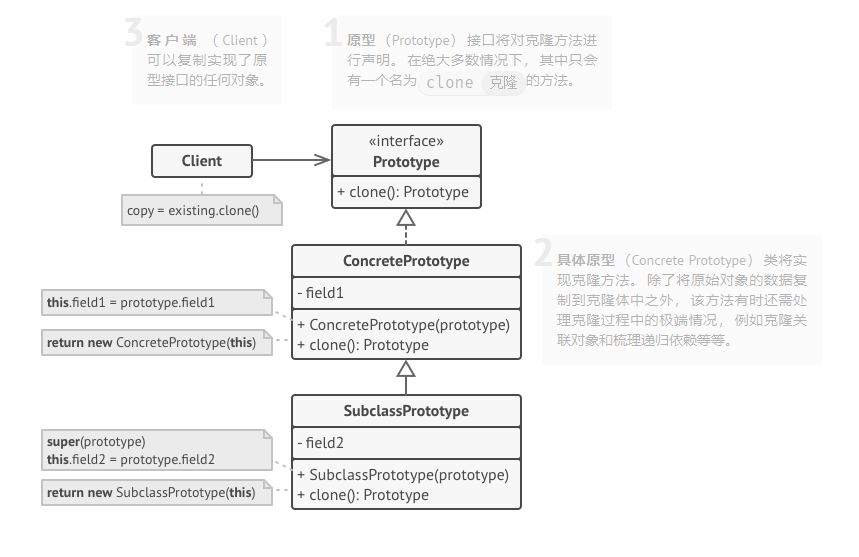 3
客户端 （Client）
可以复制实现了原
型接口的任何对象。
1
原型 （Prototype） 接口将对克隆方法进
行声明。 在绝大多数情况下， 其中只会
有一个名为 clone 克隆 的方法。
Client
«interface»
Prototype
+ clone(): Prototype
copy = existing.clone()
ConcretePrototype
- field1
+ ConcretePrototype(prototype)
+ clone(): Prototype
this.field1 = prototype.field1
return new ConcretePrototype(this)
2
具体原型 （Concrete Prototype） 类将实
现克隆方法。 除了将原始对象的数据复
制到克隆体中之外， 该方法有时还需处
理克隆过程中的极端情况， 例如克隆关
联对象和梳理递归依赖等等。
SubclassPrototype
- field2
+ SubclassPrototype(prototype)
+ clone(): Prototype
super(prototype)
this.field2 = prototype.field2
return new SubclassPrototype(this)